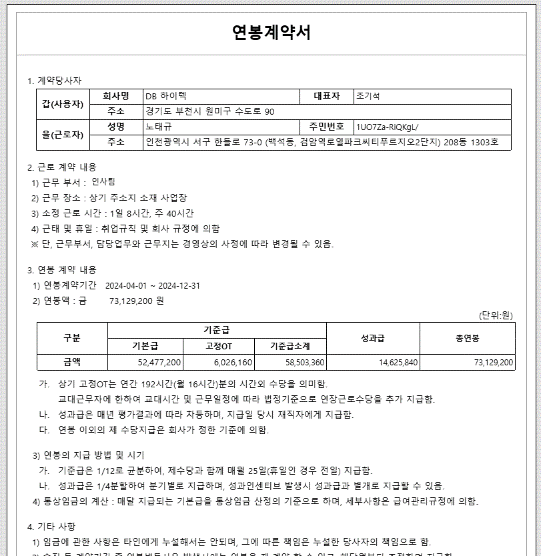 연봉계약서
1. 계약당사자
갑(사용자) 회사명 DB 하이텍 대표자 조기석
주소 경기도 부천시 원미구 수도로 90
을(근로자) 성명 노태규 주민번호 1UO7Za-RiQKgL/
주소 인천광역시 서구 한들로 73-0 (백석동, 검암역로열파크씨티푸르지오2단지) 208동 1303호
2. 근로 계약 내용
1) 근무 부서 : 인사팀
2) 근무 장소 : 상기 주소지 소재 사업장
3) 소정 근로 시간 : 1일 8시간, 주 40시간
4) 근태 및 휴일 : 취업규칙 및 회사 규정에 의함
※ 단, 근무부서, 담당업무와 근무지는 경영상의 사정에 따라 변경될 수 있음.
3. 연봉 계약 내용
1) 연봉계약기간 2024-04-01 ~ 2024-12-31
2) 연봉액 : 금 73,129,200 원
(단위:원)
구분 기준급 성과급 총연봉
기본급 고정OT 기준급소계
금액 52,477,200 6,026,160 58,503,360 14,625,840 73,129,200
가. 상기 고정OT는 연간 192시간(월 16시간)분의 시간외 수당을 의미함.
교대근무자에 한하여 교대시간 및 근무일정에 따라 법정기준으로 연장근로수당을 추가 지급함.
나. 성과급은 매년 평가결과에 따라 차등하며, 지급일 당시 재직자에게 지급함.
다. 연봉 이외의 제 수당지급은 회사가 정한 기준에 의함.
3) 연봉의 지급 방법 및 시기
가. 기준급은 1/12로 균분하여, 제수당과 함께 매월 25일(휴일인 경우 전일) 지급함.
나. 성과급은 1/4분할하여 분기별로 지급하며, 성과인센티브 발생시 성과급과 별개로 지급할 수 있음.
4) 통상임금의 계산 : 매달 지급되는 기본급을 통상임금 산정의 기준으로 하며, 세부사항은 급여관리규정에 의함.
4. 기타 사항
1) 임금에 관한 사항은 타인에게 누설해서는 안되며, 그에 따른 책임은 누설한 당사자의 책임으로 함.